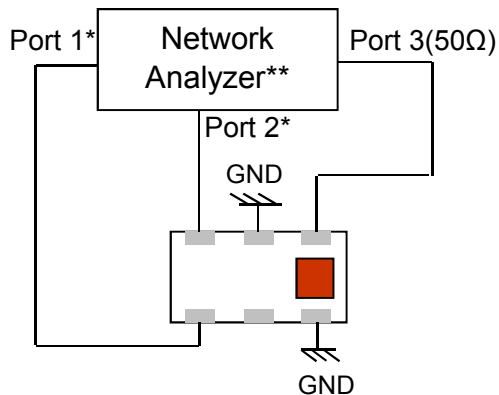 Port 1*
Network
Analyzer**
Port 3(50Ω)
Port 2*
GND
GND